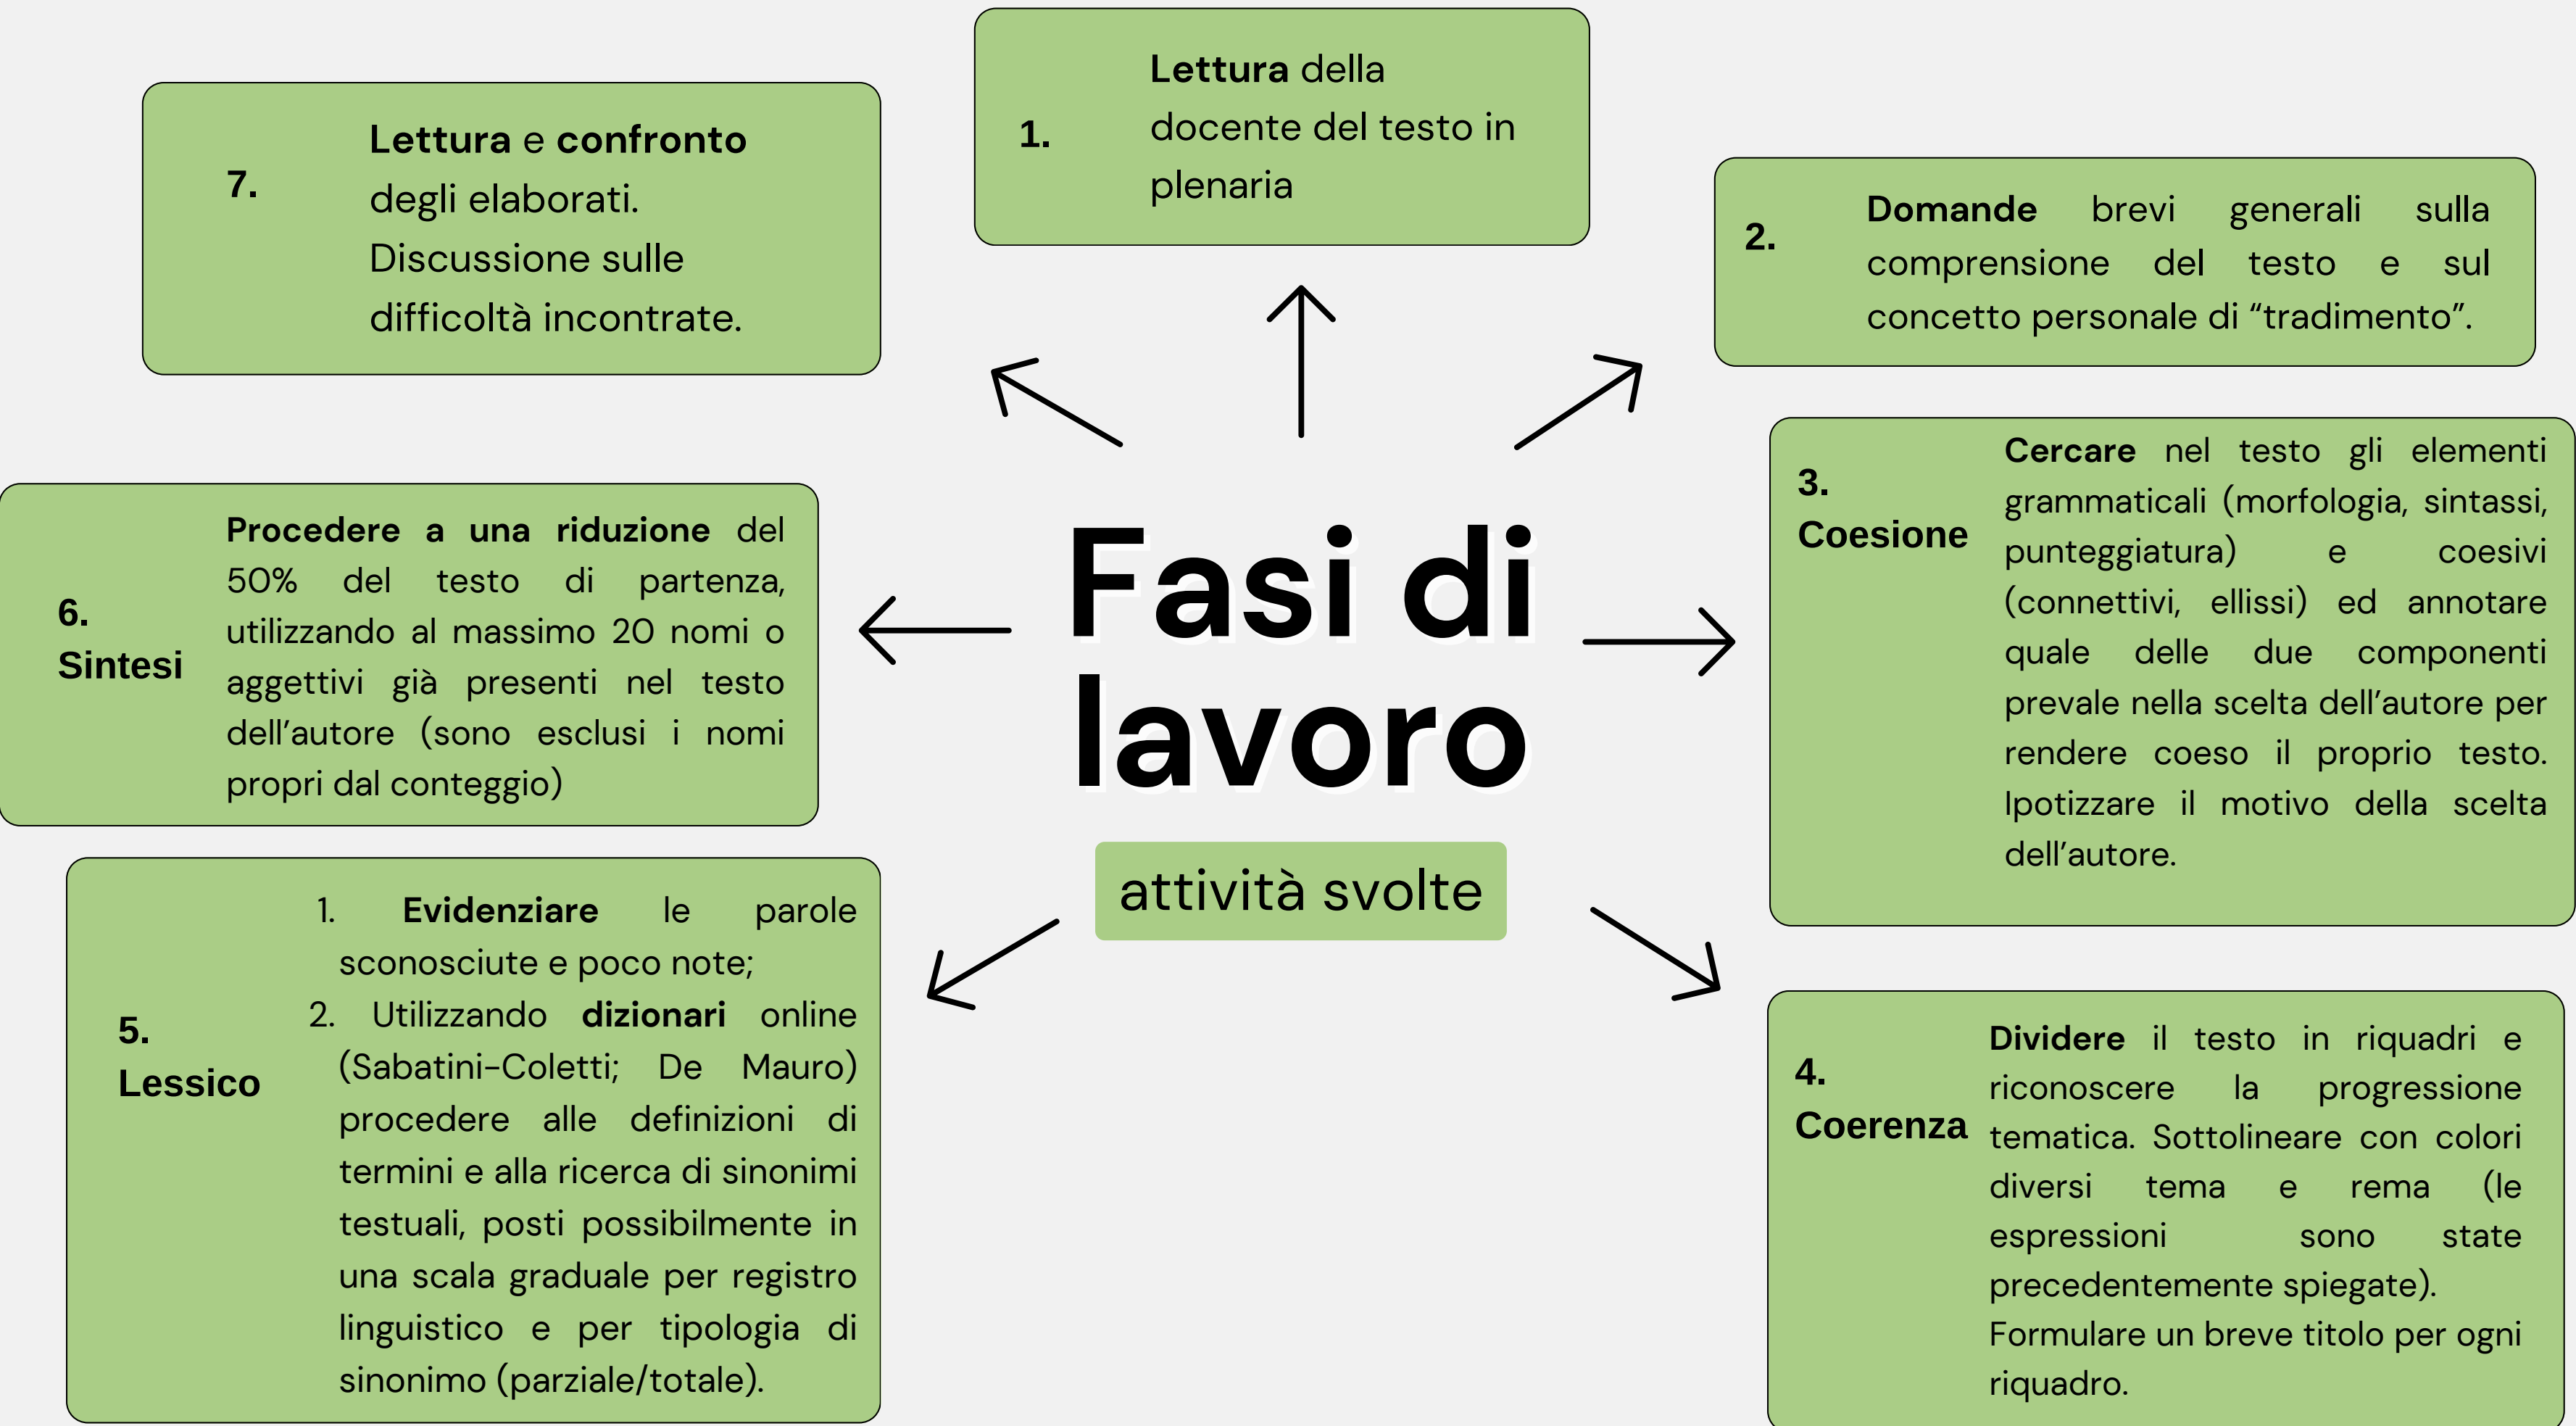 Fasi di
lavoro
attività svolte
1.
Lettura della
docente del testo in
plenaria
2.
Domande brevi generali sulla
comprensione del testo e sul
concetto personale di “tradimento”.
3.
Coesione
Cercare nel testo gli elementi
grammaticali (morfologia, sintassi,
punteggiatura) e coesivi
(connettivi, ellissi) ed annotare
quale delle due componenti
prevale nella scelta dell’autore per
rendere coeso il proprio testo.
Ipotizzare il motivo della scelta
dell’autore.
4.
Coerenza
Dividere il testo in riquadri e
riconoscere la progressione
tematica. Sottolineare con colori
diversi tema e rema (le
espressioni sono state
precedentemente spiegate).
Formulare un breve titolo per ogni
riquadro.
5.
Lessico
1. Evidenziare le parole
sconosciute e poco note;
2. Utilizzando dizionari online
(Sabatini-Coletti; De Mauro)
procedere alle definizioni di
termini e alla ricerca di sinonimi
testuali, posti possibilmente in
una scala graduale per registro
linguistico e per tipologia di
sinonimo (parziale/totale).
6.
Sintesi
Procedere a una riduzione del
50% del testo di partenza,
utilizzando al massimo 20 nomi o
aggettivi già presenti nel testo
dell’autore (sono esclusi i nomi
propri dal conteggio)
7.
Lettura e confronto
degli elaborati.
Discussione sulle
difficoltà incontrate.